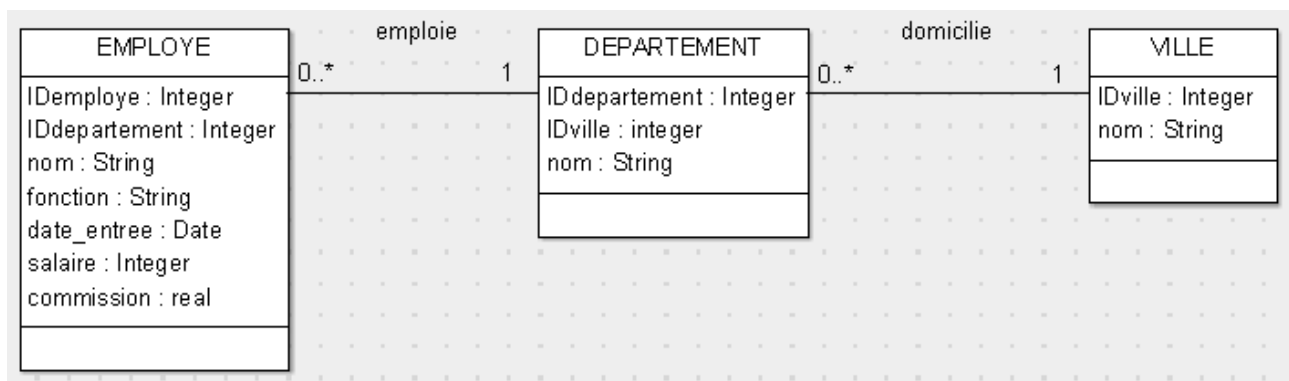 EMPLOYE
IDemploye : Integer
IDdepartement : Integer
nom : String
fonction : String
date_entree : Date
salaire : Integer
commission : real
emploie
0..*
1
DEPARTEMENT
IDdepartement : Integer
IDville : integer
nom : String
domicilie
0..*
1
VILLE
IDville : Integer
nom : String